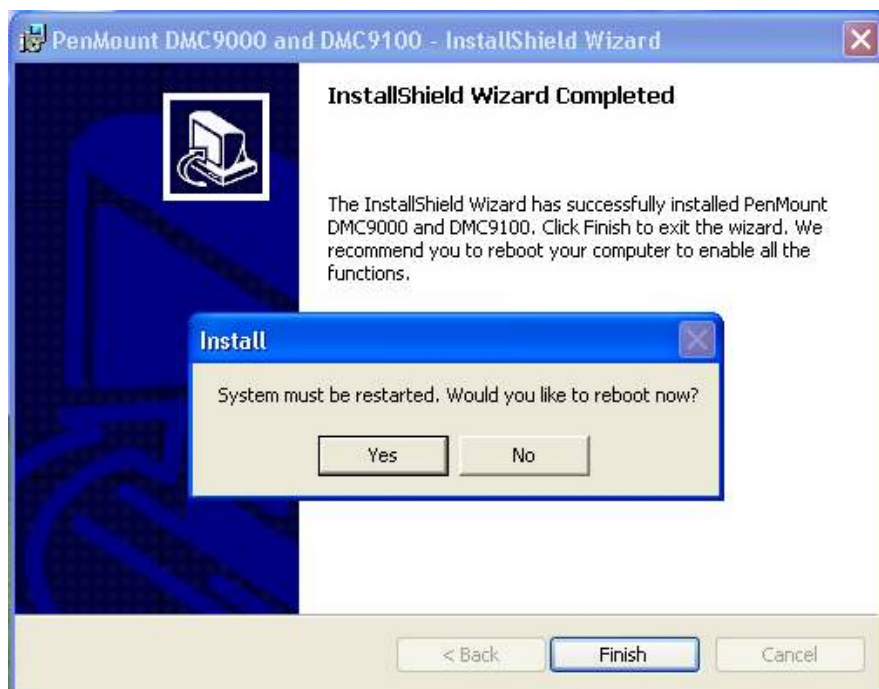 PenMount DMC9000 and DMC9100 - InstallShield Wizard
InstallShield Wizard Completed
The InstallShield Wizard has successfully installed PenMount
DMC9000 and DMC9100. Click Finish to exit the wizard. We
recommend you to reboot your computer to enable all the
functions.
Install
System must be restarted. Would you like to reboot now?
Yes No
< Back Finish Cancel